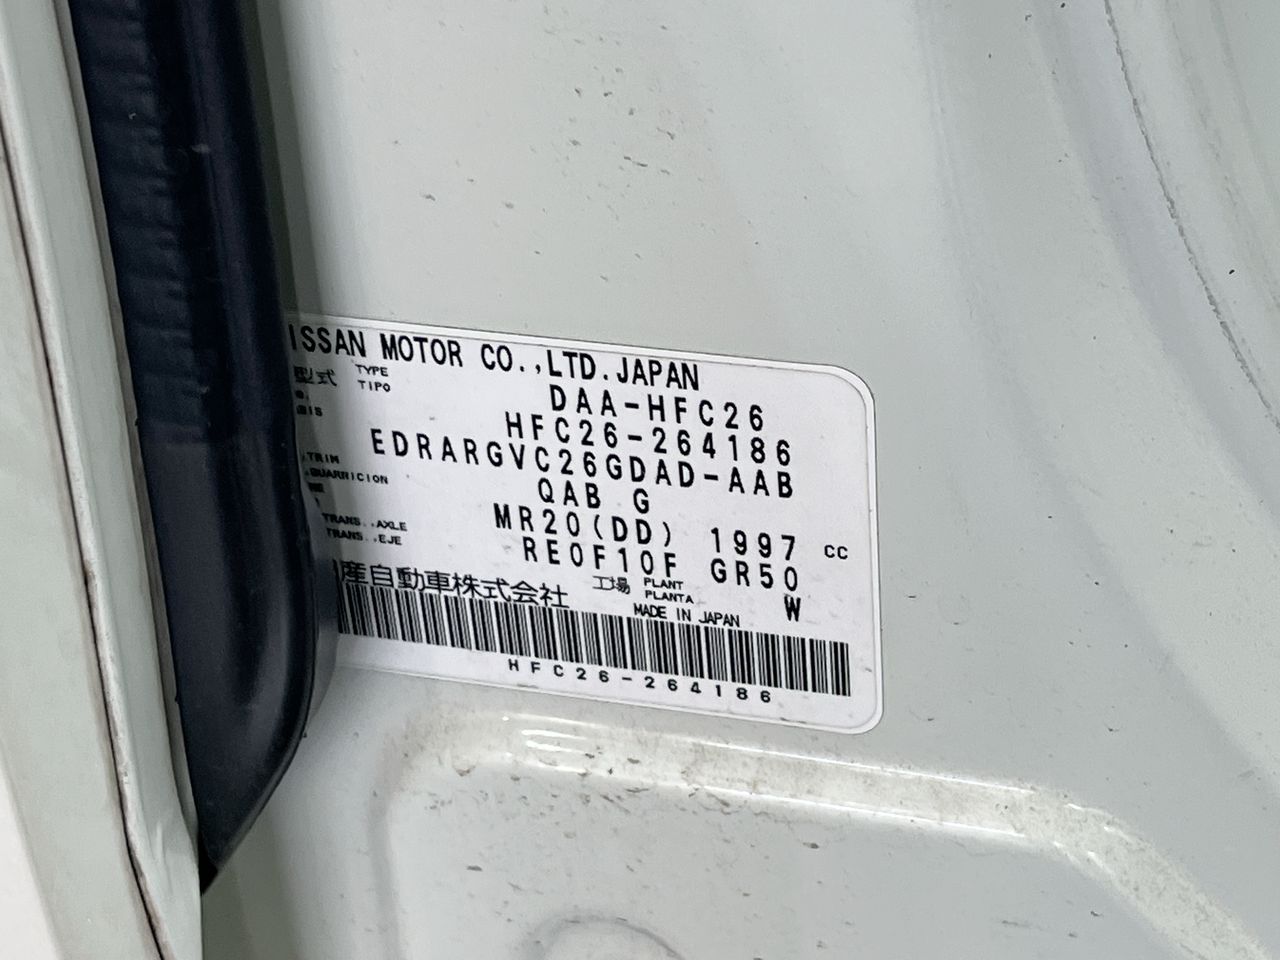 ISSAN MOTOR CO.,LTD.JAPAN
型式 TYPE TIPO DAA-HFC26
HFC26-264186
EDRARGVC26GDAD-AAB
TRIM GUARRICION QAB G
MR20(DD) 1997 CC
TRANS..AXLE TRANS..EJE RE0F10F GR50
産自動車株式会社 工場 PLANT PLANTA W
MADE IN JAPAN
HFC26-264186